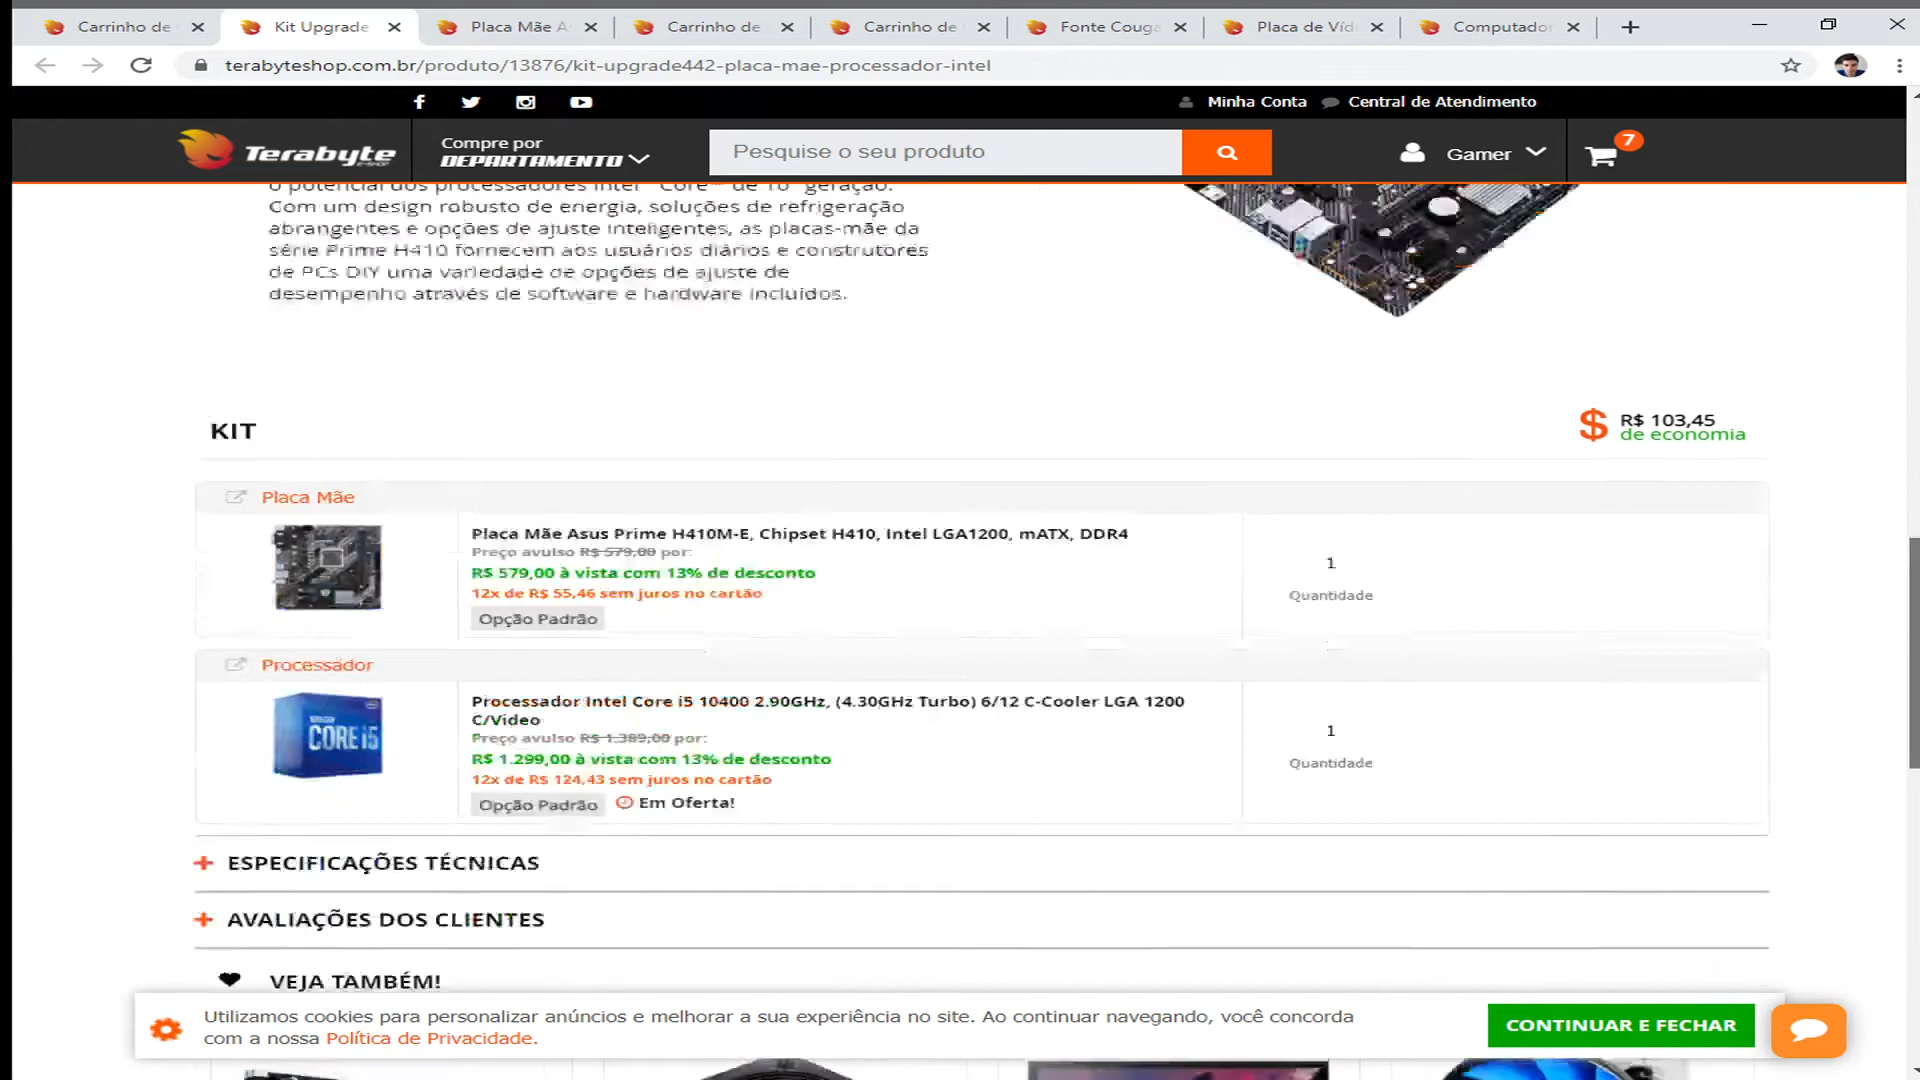 Carrinho de
Kit Upgrade
Placa Mãe A
Carrinho de
Carrinho de
Fonte Couga
Placa de Víd
Computador
terabyteshop.com.br/produto/13876/kit-upgrade442-placa-mae-processador-intel
Minha Conta
Central de Atendimento
Terabyte
Compre por
DEPARTAMENTO
Pesquise o seu produto
Gamer
7
o potencial dos processadores Intel® Core™ de 10ª geração.
Com um design robusto de energia, soluções de refrigeração
abrangentes e opções de ajuste inteligentes, as placas-mãe da
série Prime H410 fornecem aos usuários diários e construtores
de PCs DIY uma variedade de opções de ajuste de
desempenho através de software e hardware incluídos.
KIT
R$ 103,45
de economia
Placa Mãe
Placa Mãe Asus Prime H410M-E, Chipset H410, Intel LGA1200, mATX, DDR4
Preço avulso R$ 579,00 por:
R$ 579,00 à vista com 13% de desconto
12x de R$ 55,46 sem juros no cartão
Opção Padrão
1
Quantidade
Processador
CORE i5
Processador Intel Core i5 10400 2.90GHz, (4.30GHz Turbo) 6/12 C-Cooler LGA 1200
C/Video
Preço avulso R$ 1.389,00 por:
R$ 1.299,00 à vista com 13% de desconto
12x de R$ 124,43 sem juros no cartão
Opção Padrão
Em Oferta!
1
Quantidade
ESPECIFICAÇÕES TÉCNICAS
AVALIAÇÕES DOS CLIENTES
VEJA TAMBÉM!
Utilizamos cookies para personalizar anúncios e melhorar a sua experiência no site. Ao continuar navegando, você concorda
com a nossa Política de Privacidade.
CONTINUAR E FECHAR